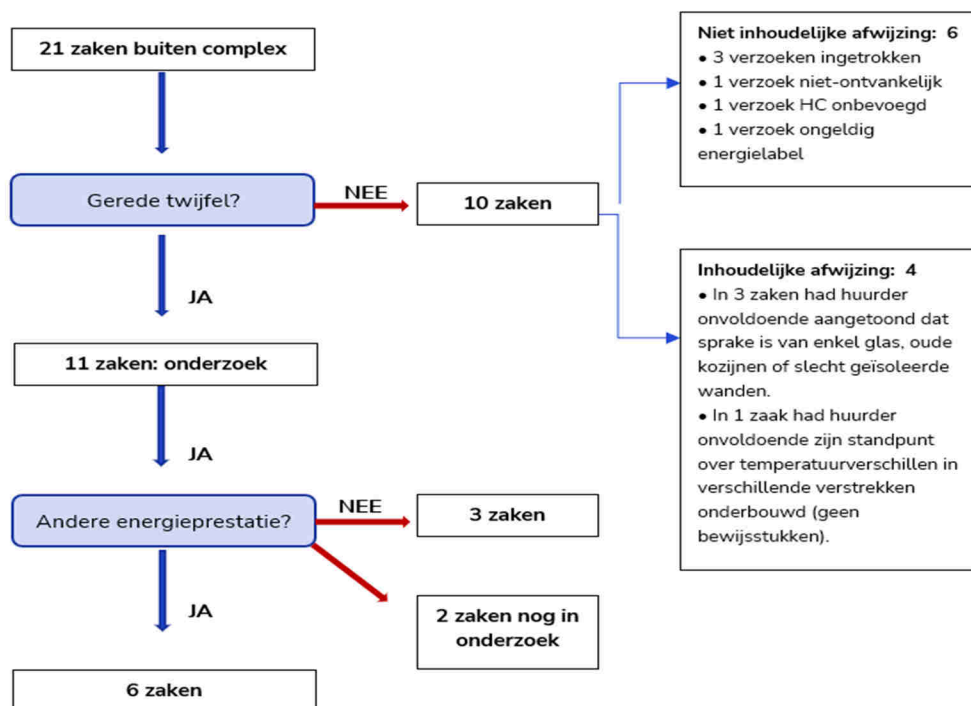 21 zaken buiten complex
Gerede twijfel?
NEE
10 zaken
Niet inhoudelijke afwijzing: 6
• 3 verzoeken ingetrokken
• 1 verzoek niet-ontvankelijk
• 1 verzoek HC onbevoegd
• 1 verzoek ongeldig
energielabel
Inhoudelijke afwijzing: 4
• In 3 zaken had huurder
onvoldoende aangetoond dat
sprake is van enkel glas, oude
kozijnen of slecht geïsoleerde
wanden.
• In 1 zaak had huurder
onvoldoende zijn standpunt
over temperatuurverschillen in
verschillende verstrekken
onderbouwd (geen
bewijsstukken).
JA
11 zaken: onderzoek
JA
Andere energieprestatie?
NEE
3 zaken
2 zaken nog in
onderzoek
JA
6 zaken